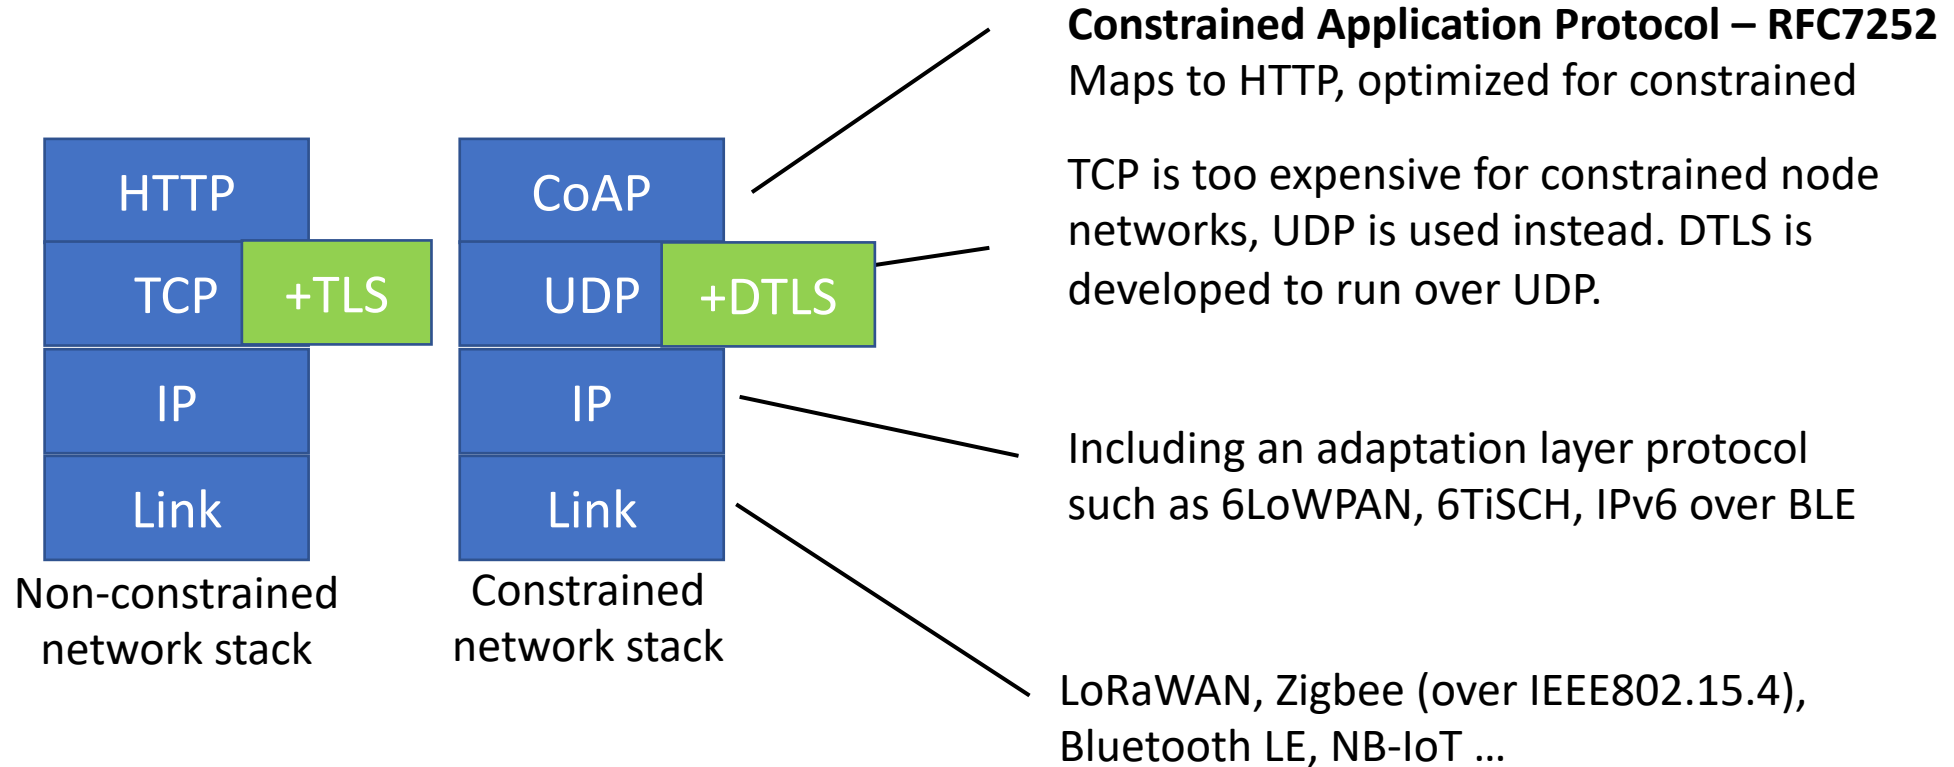 Constrained Application Protocol – RFC7252
Maps to HTTP, optimized for constrained
TCP is too expensive for constrained node
networks, UDP is used instead. DTLS is
developed to run over UDP.
Including an adaptation layer protocol
such as 6LoWPAN, 6TiSCH, IPv6 over BLE
LoRaWAN, Zigbee (over IEEE802.15.4),
Bluetooth LE, NB-IoT ...
HTTP
TCP
+TLS
IP
Link
Non-constrained
network stack
CoAP
UDP
+DTLS
IP
Link
Constrained
network stack